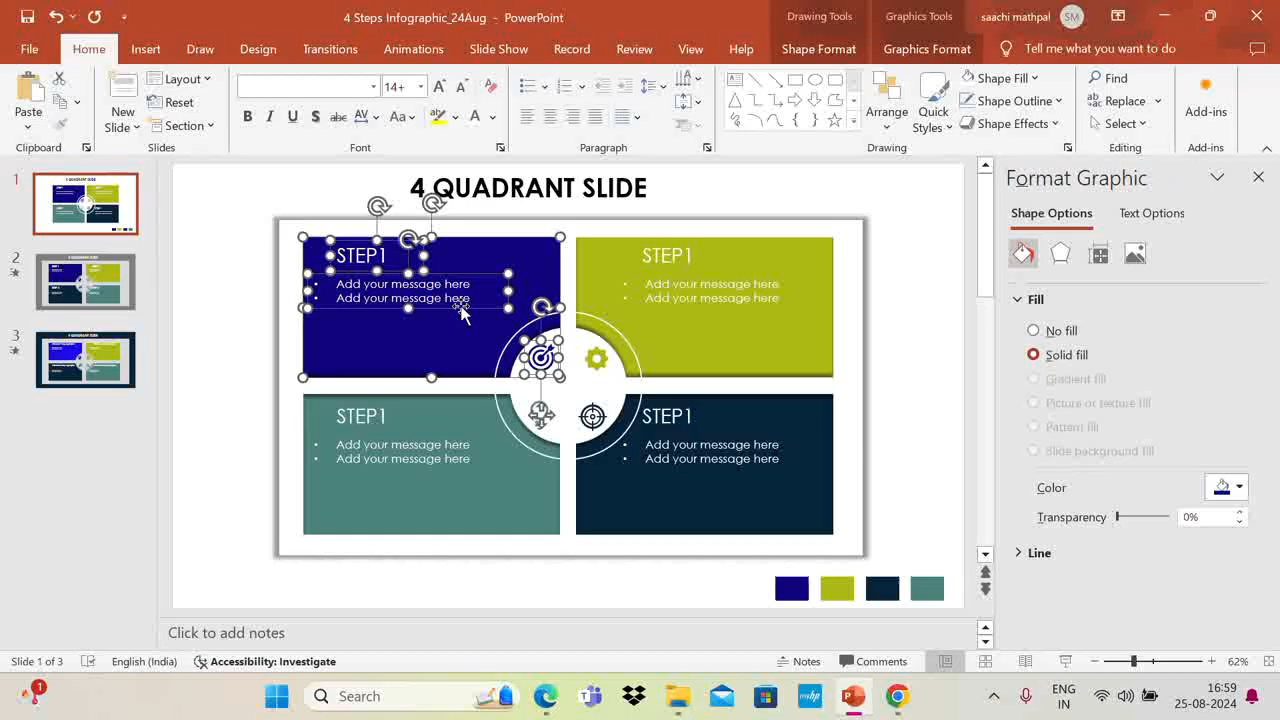 4 Steps Infographic_24Aug - PowerPoint
Drawing Tools
Graphics Tools
saachi mathpal
SM
File
Home
Insert
Draw
Design
Transitions
Animations
Slide Show
Record
Review
View
Help
Shape Format
Graphics Format
Tell me what you want to do
Paste
Clipboard
New Slide
Layout
Reset
Section
Slides
14+
B I U S abc AV Aa A
Font
Paragraph
Arrange
Quick Styles
Shape Fill
Shape Outline
Shape Effects
Drawing
Find
Replace
Select
Editing
Add-ins
Add-ins
1
2
3
4 QUADRANT SLIDE
STEP1
Add your message here
Add your message here
STEP1
Add your message here
Add your message here
STEP1
Add your message here
Add your message here
STEP1
Add your message here
Add your message here
Format Graphic
Shape Options
Text Options
Fill
No fill
Solid fill
Gradient fill
Picture or texture fill
Pattern fill
Slide background fill
Color
Transparency
0%
Line
Click to add notes
Slide 1 of 3
English (India)
Accessibility: Investigate
Notes
Comments
62%
1
Search
ENG
IN
16:59
25-08-2024